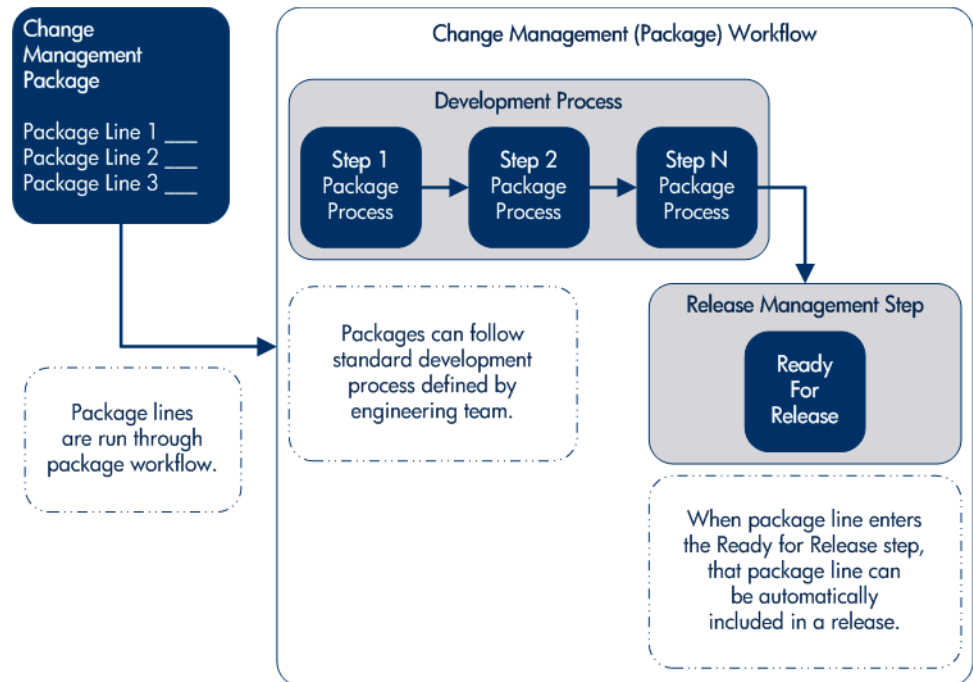 Change
Management
Package
Package Line 1 ___
Package Line 2 ___
Package Line 3 ___
Package lines
are run through
package workflow.
Change Management (Package) Workflow
Development Process
Step 1
Package
Process
Step 2
Package
Process
Step N
Package
Process
Packages can follow
standard development
process defined by
engineering team.
Release Management Step
Ready
For
Release
When package line enters
the Ready for Release step,
that package line can
be automatically
included in a release.